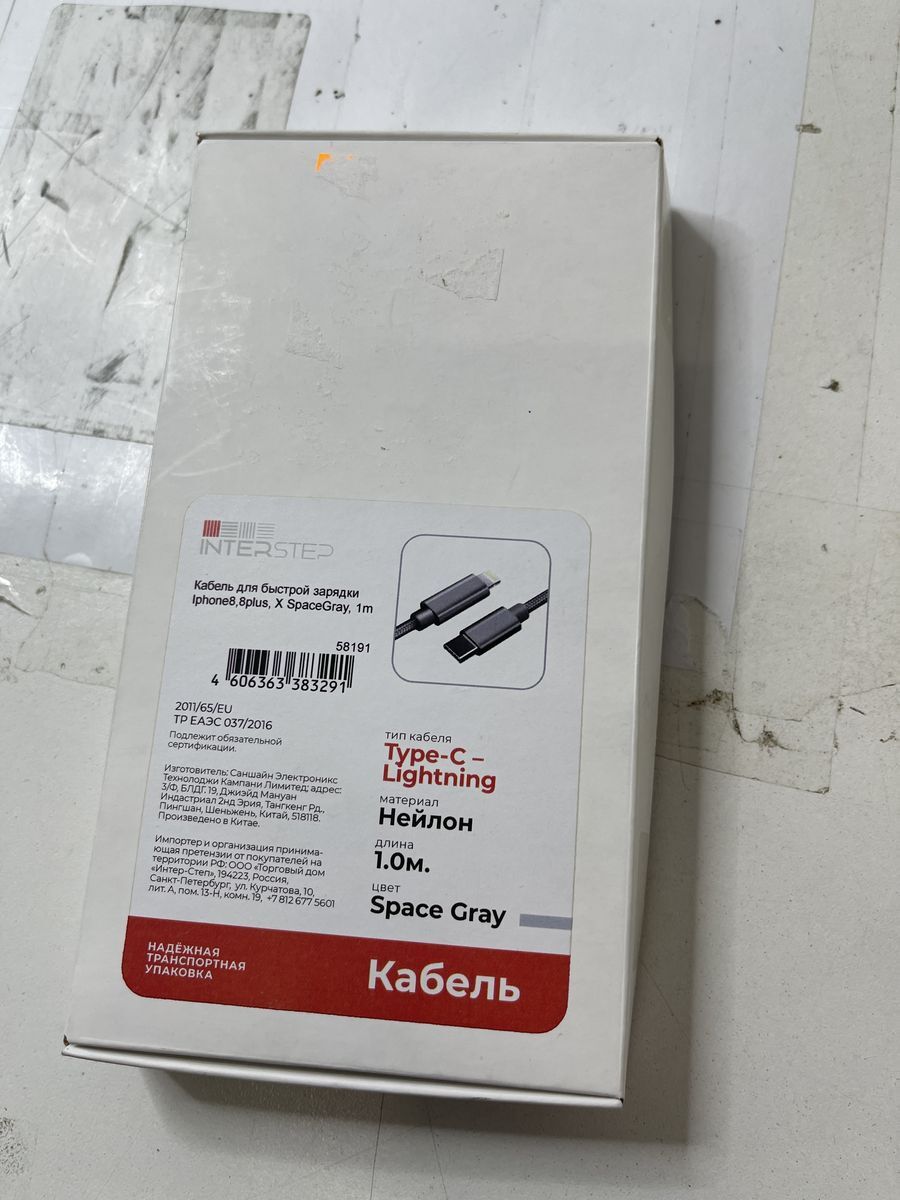 INTERSTEP
Кабель для быстрой зарядки
Iphone8,8plus, X SpaceGray, 1m
58191
4 606363 383291
2011/65/EU
ТР ЕАЭС 037/2016
Подлежит обязательной
сертификации.
Изготовитель: Саншайн Электроникс
Технолоджи Кампани Лимитед; адрес:
3/Ф, БЛДГ. 19, Джиэйд Мануан
Индастриал 2нд Эрия, Тангкенг Рд.,
Пингшан, Шеньжень, Китай, 518118.
Произведено в Китае.
Импортер и организация принима-
ющая претензии от покупателей на
территории РФ: ООО «Торговый дом
«Интер-Степ», 194223, Россия,
Санкт-Петербург, ул. Курчатова, 10,
лит. А, пом. 13-Н, комн. 19, +7 812 677 5601
тип кабеля
Type-C –
Lightning
материал
Нейлон
длина
1.0м.
цвет
Space Gray
НАДЁЖНАЯ
ТРАНСПОРТНАЯ
УПАКОВКА
Кабель